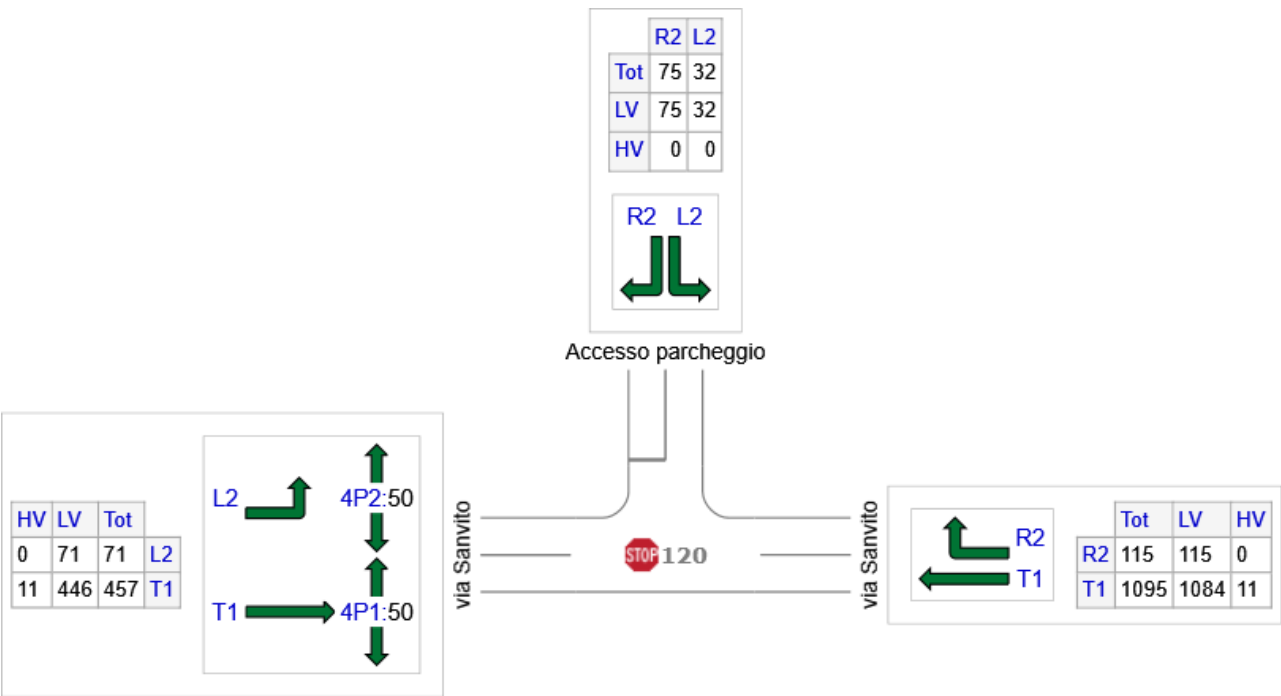 R2 L2
Tot 75 32
LV 75 32
HV 0 0
R2 L2
Accesso parcheggio
HV LV Tot
0 71 71 L2
11 446 457 T1
L2 4P2:50
T1 4P1:50
via Sanvito
STOP 120
via Sanvito
R2
T1
Tot LV HV
R2 115 115 0
T1 1095 1084 11